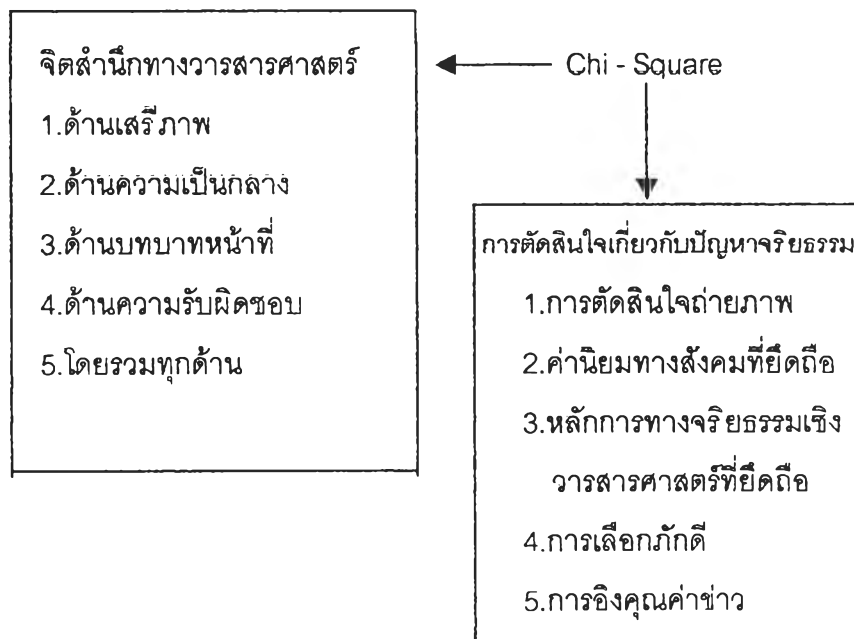 จิตสำนึกทางวารสารศาสตร์
1.ด้านเสรีภาพ
2.ด้านความเป็นกลาง
3.ด้านบทบาทหน้าที่
4.ด้านความรับผิดชอบ
5.โดยรวมทุกด้าน
Chi - Square
การตัดสินใจเกี่ยวกับปัญหาจริยธรรม
1.การตัดสินใจถ่ายภาพ
2.ค่านิยมทางสังคมที่ยึดถือ
3.หลักการทางจริยธรรมเชิง
วารสารศาสตร์ที่ยึดถือ
4.การเลือกภักดี
5.การอิงคุณค่าข่าว